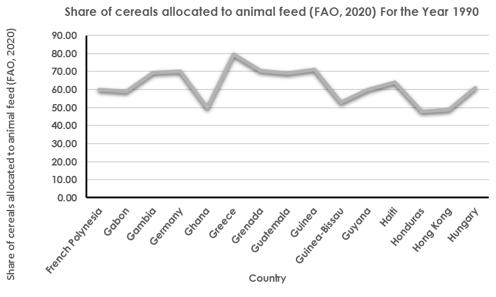 Share of cereals allocated to animal feed (FAO, 2020) For the Year 1990
Share of cereals allocated to animal feed (FAO, 2020)
90.00
80.00
70.00
60.00
50.00
40.00
30.00
20.00
10.00
0.00
French Polynesia
Gabon
Gambia
Germany
Ghana
Greece
Grenada
Guatemala
Guinea
Guinea-Bissau
Guyana
Haiti
Honduras
Hong Kong
Hungary
Country